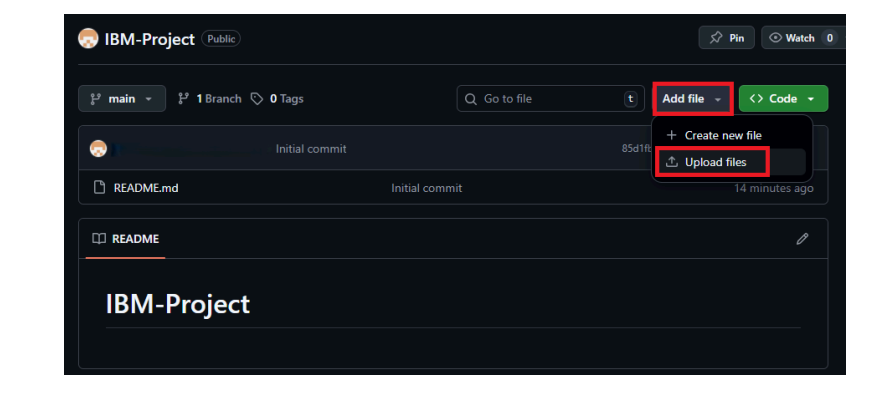 IBM-Project Public Pin Watch 0
main 1 Branch 0 Tags Go to file t Add file <> Code
Create new file
Upload files
Initial commit 85d1f
README.md Initial commit 14 minutes ago
README
IBM-Project